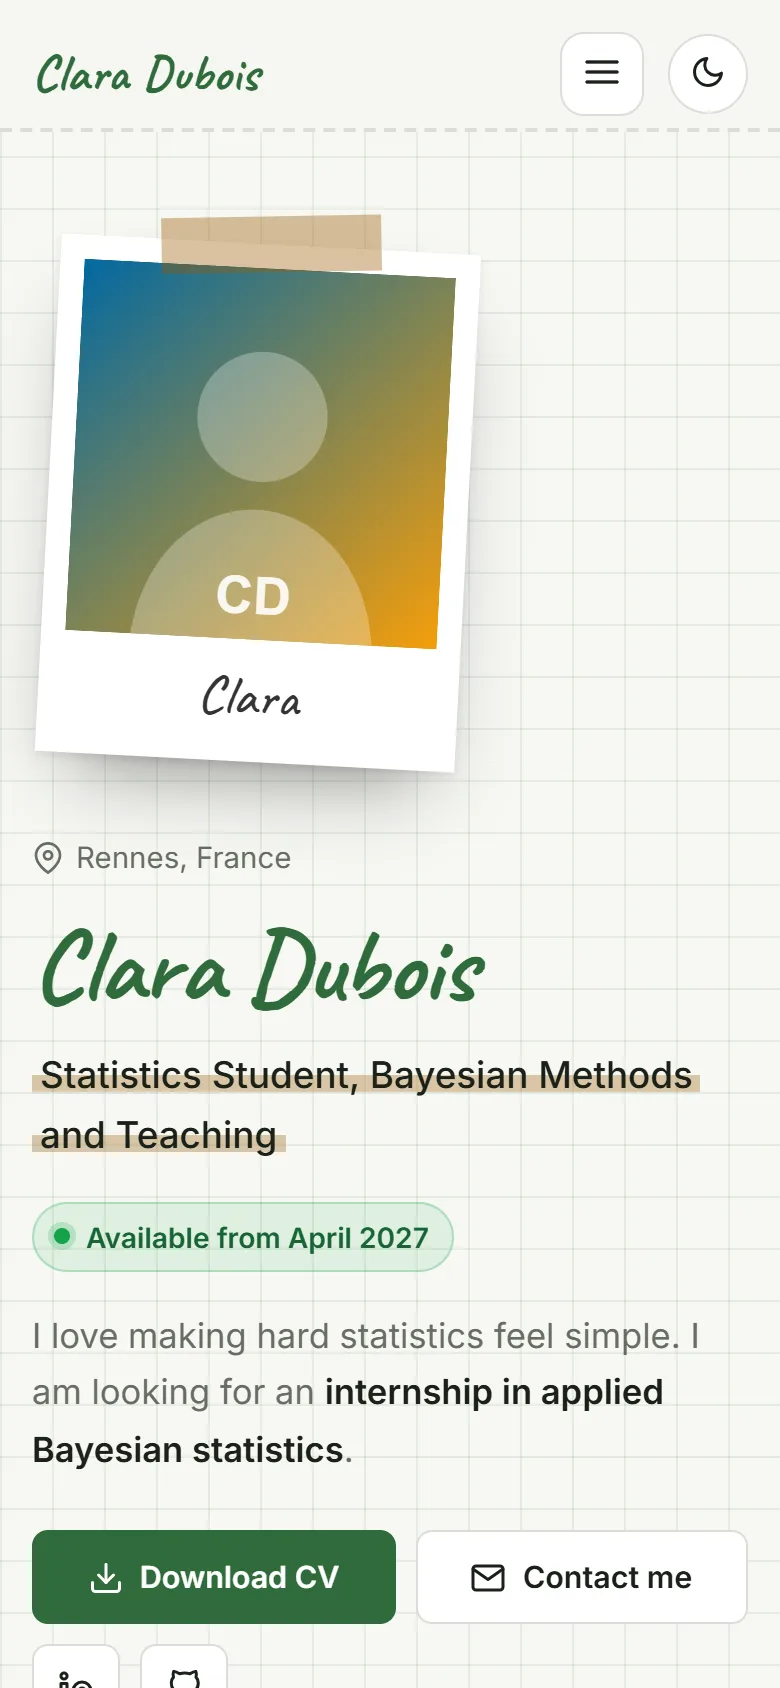 Clara Dubois
CD
Clara
Rennes, France
Clara Dubois
Statistics Student, Bayesian Methods
and Teaching
Available from April 2027
I love making hard statistics feel simple. I
am looking for an internship in applied
Bayesian statistics.
Download CV
Contact me